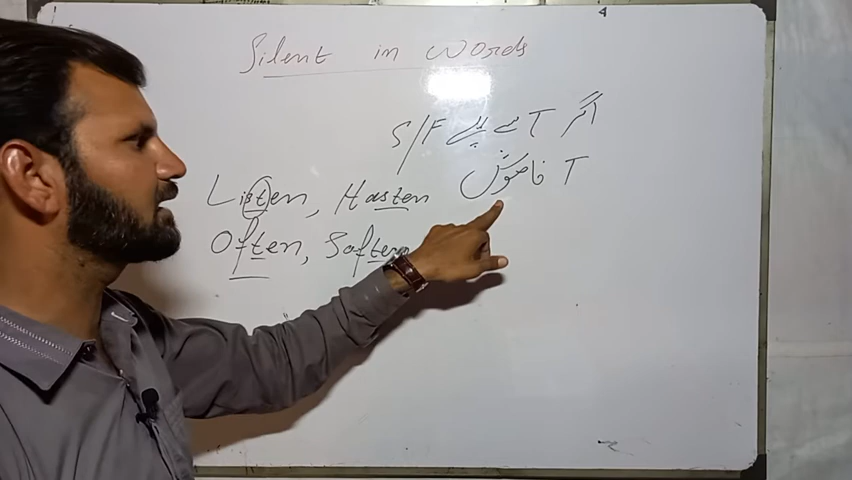 Silent in Words
اگر T سے پہلے S/F
T خاموش
Listen, Hasten
Often, Soften